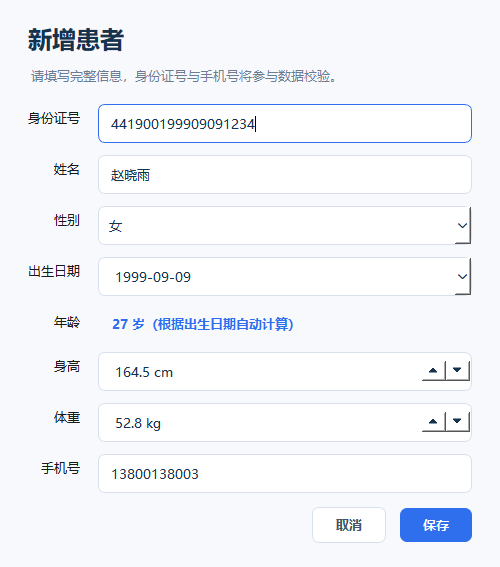 新增患者
请填写完整信息，身份证号与手机号将参与数据校验。
身份证号 441900199909091234
姓名 赵晓雨
性别 女
出生日期 1999-09-09
年龄 27 岁（根据出生日期自动计算）
身高 164.5 cm
体重 52.8 kg
手机号 13800138003
取消 保存